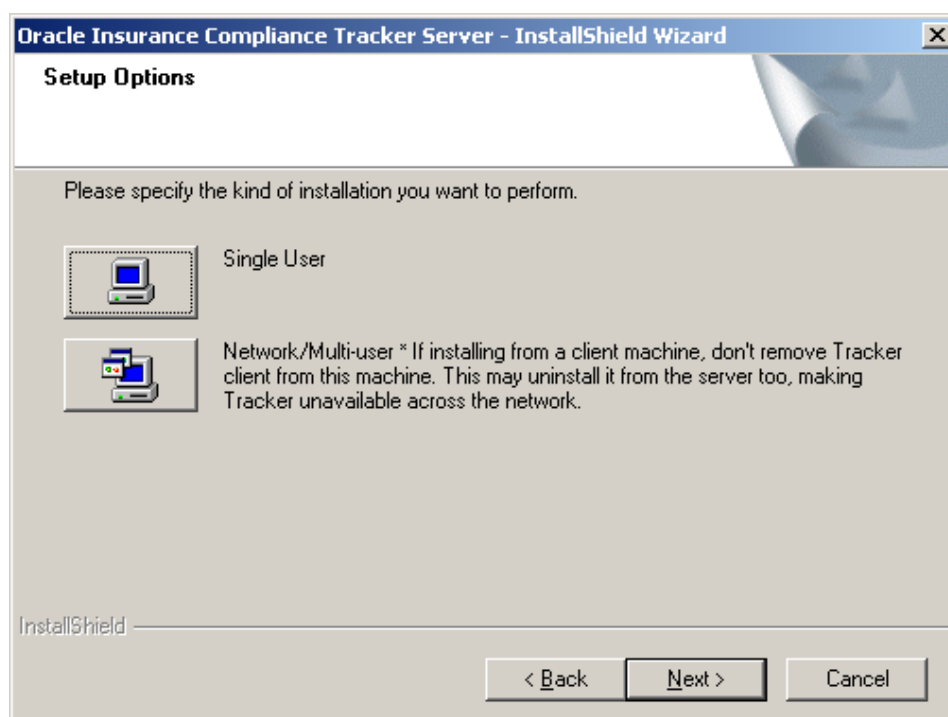 Oracle Insurance Compliance Tracker Server - InstallShield Wizard
Setup Options
Please specify the kind of installation you want to perform.
Single User
Network/Multi-user * If installing from a client machine, don't remove Tracker
client from this machine. This may uninstall it from the server too, making
Tracker unavailable across the network.
InstallShield
< Back
Next >
Cancel